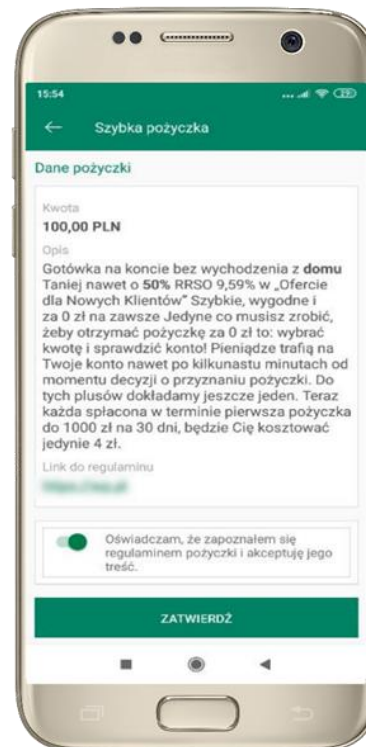 15:54
Szybka pożyczka
Dane pożyczki
Kwota
100,00 PLN
Opis
Gotówka na koncie bez wychodzenia z domu
Taniej nawet o 50% RRSO 9,59% w „Ofercie
dla Nowych Klientów” Szybkie, wygodne i
za 0 zł na zawsze Jedyne co musisz zrobić,
żeby otrzymać pożyczkę za 0 zł to: wybrać
kwotę i sprawdzić konto! Pieniądze trafią na
Twoje konto nawet po kilkunastu minutach od
momentu decyzji o przyznaniu pożyczki. Do
tych plusów dokładamy jeszcze jeden. Teraz
każda spłacona w terminie pierwsza pożyczka
do 1000 zł na 30 dni, będzie Cię kosztować
jedynie 4 zł.
Link do regulaminu
Oświadczam, że zapoznałem się
regulaminem pożyczki i akceptuję jego
treść.
ZATWIERDŹ